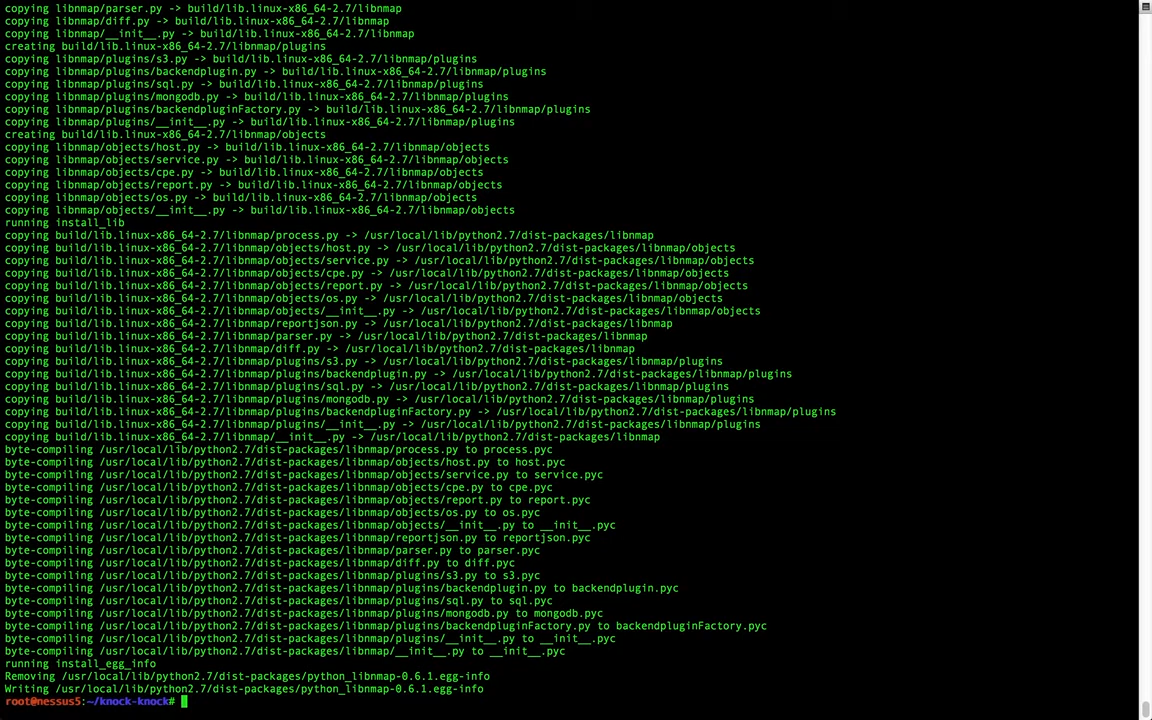 copying libnmap/parser.py -> build/lib.linux-x86_64-2.7/libnmap
copying libnmap/diff.py -> build/lib.linux-x86_64-2.7/libnmap
copying libnmap/__init__.py -> build/lib.linux-x86_64-2.7/libnmap
creating build/lib.linux-x86_64-2.7/libnmap/plugins
copying libnmap/plugins/s3.py -> build/lib.linux-x86_64-2.7/libnmap/plugins
copying libnmap/plugins/backendplugin.py -> build/lib.linux-x86_64-2.7/libnmap/plugins
copying libnmap/plugins/sql.py -> build/lib.linux-x86_64-2.7/libnmap/plugins
copying libnmap/plugins/mongodb.py -> build/lib.linux-x86_64-2.7/libnmap/plugins
copying libnmap/plugins/backendpluginFactory.py -> build/lib.linux-x86_64-2.7/libnmap/plugins
copying libnmap/plugins/__init__.py -> build/lib.linux-x86_64-2.7/libnmap/plugins
creating build/lib.linux-x86_64-2.7/libnmap/objects
copying libnmap/objects/host.py -> build/lib.linux-x86_64-2.7/libnmap/objects
copying libnmap/objects/service.py -> build/lib.linux-x86_64-2.7/libnmap/objects
copying libnmap/objects/cpe.py -> build/lib.linux-x86_64-2.7/libnmap/objects
copying libnmap/objects/report.py -> build/lib.linux-x86_64-2.7/libnmap/objects
copying libnmap/objects/os.py -> build/lib.linux-x86_64-2.7/libnmap/objects
copying libnmap/objects/__init__.py -> build/lib.linux-x86_64-2.7/libnmap/objects
running install_lib
copying build/lib.linux-x86_64-2.7/libnmap/process.py -> /usr/local/lib/python2.7/dist-packages/libnmap
copying build/lib.linux-x86_64-2.7/libnmap/objects/host.py -> /usr/local/lib/python2.7/dist-packages/libnmap/objects
copying build/lib.linux-x86_64-2.7/libnmap/objects/service.py -> /usr/local/lib/python2.7/dist-packages/libnmap/objects
copying build/lib.linux-x86_64-2.7/libnmap/objects/cpe.py -> /usr/local/lib/python2.7/dist-packages/libnmap/objects
copying build/lib.linux-x86_64-2.7/libnmap/objects/report.py -> /usr/local/lib/python2.7/dist-packages/libnmap/objects
copying build/lib.linux-x86_64-2.7/libnmap/objects/os.py -> /usr/local/lib/python2.7/dist-packages/libnmap/objects
copying build/lib.linux-x86_64-2.7/libnmap/objects/__init__.py -> /usr/local/lib/python2.7/dist-packages/libnmap/objects
copying build/lib.linux-x86_64-2.7/libnmap/reportjson.py -> /usr/local/lib/python2.7/dist-packages/libnmap
copying build/lib.linux-x86_64-2.7/libnmap/parser.py -> /usr/local/lib/python2.7/dist-packages/libnmap
copying build/lib.linux-x86_64-2.7/libnmap/diff.py -> /usr/local/lib/python2.7/dist-packages/libnmap
copying build/lib.linux-x86_64-2.7/libnmap/plugins/s3.py -> /usr/local/lib/python2.7/dist-packages/libnmap/plugins
copying build/lib.linux-x86_64-2.7/libnmap/plugins/backendplugin.py -> /usr/local/lib/python2.7/dist-packages/libnmap/plugins
copying build/lib.linux-x86_64-2.7/libnmap/plugins/sql.py -> /usr/local/lib/python2.7/dist-packages/libnmap/plugins
copying build/lib.linux-x86_64-2.7/libnmap/plugins/mongodb.py -> /usr/local/lib/python2.7/dist-packages/libnmap/plugins
copying build/lib.linux-x86_64-2.7/libnmap/plugins/backendpluginFactory.py -> /usr/local/lib/python2.7/dist-packages/libnmap/plugins
copying build/lib.linux-x86_64-2.7/libnmap/plugins/__init__.py -> /usr/local/lib/python2.7/dist-packages/libnmap/plugins
copying build/lib.linux-x86_64-2.7/libnmap/__init__.py -> /usr/local/lib/python2.7/dist-packages/libnmap
byte-compiling /usr/local/lib/python2.7/dist-packages/libnmap/process.py to process.pyc
byte-compiling /usr/local/lib/python2.7/dist-packages/libnmap/objects/host.py to host.pyc
byte-compiling /usr/local/lib/python2.7/dist-packages/libnmap/objects/service.py to service.pyc
byte-compiling /usr/local/lib/python2.7/dist-packages/libnmap/objects/cpe.py to cpe.pyc
byte-compiling /usr/local/lib/python2.7/dist-packages/libnmap/objects/report.py to report.pyc
byte-compiling /usr/local/lib/python2.7/dist-packages/libnmap/objects/os.py to os.pyc
byte-compiling /usr/local/lib/python2.7/dist-packages/libnmap/objects/__init__.py to __init__.pyc
byte-compiling /usr/local/lib/python2.7/dist-packages/libnmap/reportjson.py to reportjson.pyc
byte-compiling /usr/local/lib/python2.7/dist-packages/libnmap/parser.py to parser.pyc
byte-compiling /usr/local/lib/python2.7/dist-packages/libnmap/diff.py to diff.pyc
byte-compiling /usr/local/lib/python2.7/dist-packages/libnmap/plugins/s3.py to s3.pyc
byte-compiling /usr/local/lib/python2.7/dist-packages/libnmap/plugins/backendplugin.py to backendplugin.pyc
byte-compiling /usr/local/lib/python2.7/dist-packages/libnmap/plugins/sql.py to sql.pyc
byte-compiling /usr/local/lib/python2.7/dist-packages/libnmap/plugins/mongodb.py to mongodb.pyc
byte-compiling /usr/local/lib/python2.7/dist-packages/libnmap/plugins/backendpluginFactory.py to backendpluginFactory.pyc
byte-compiling /usr/local/lib/python2.7/dist-packages/libnmap/plugins/__init__.py to __init__.pyc
byte-compiling /usr/local/lib/python2.7/dist-packages/libnmap/__init__.py to __init__.pyc
running install_egg_info
Removing /usr/local/lib/python2.7/dist-packages/python_libnmap-0.6.1.egg-info
Writing /usr/local/lib/python2.7/dist-packages/python_libnmap-0.6.1.egg-info
root@nessus5:~/knock-knock#